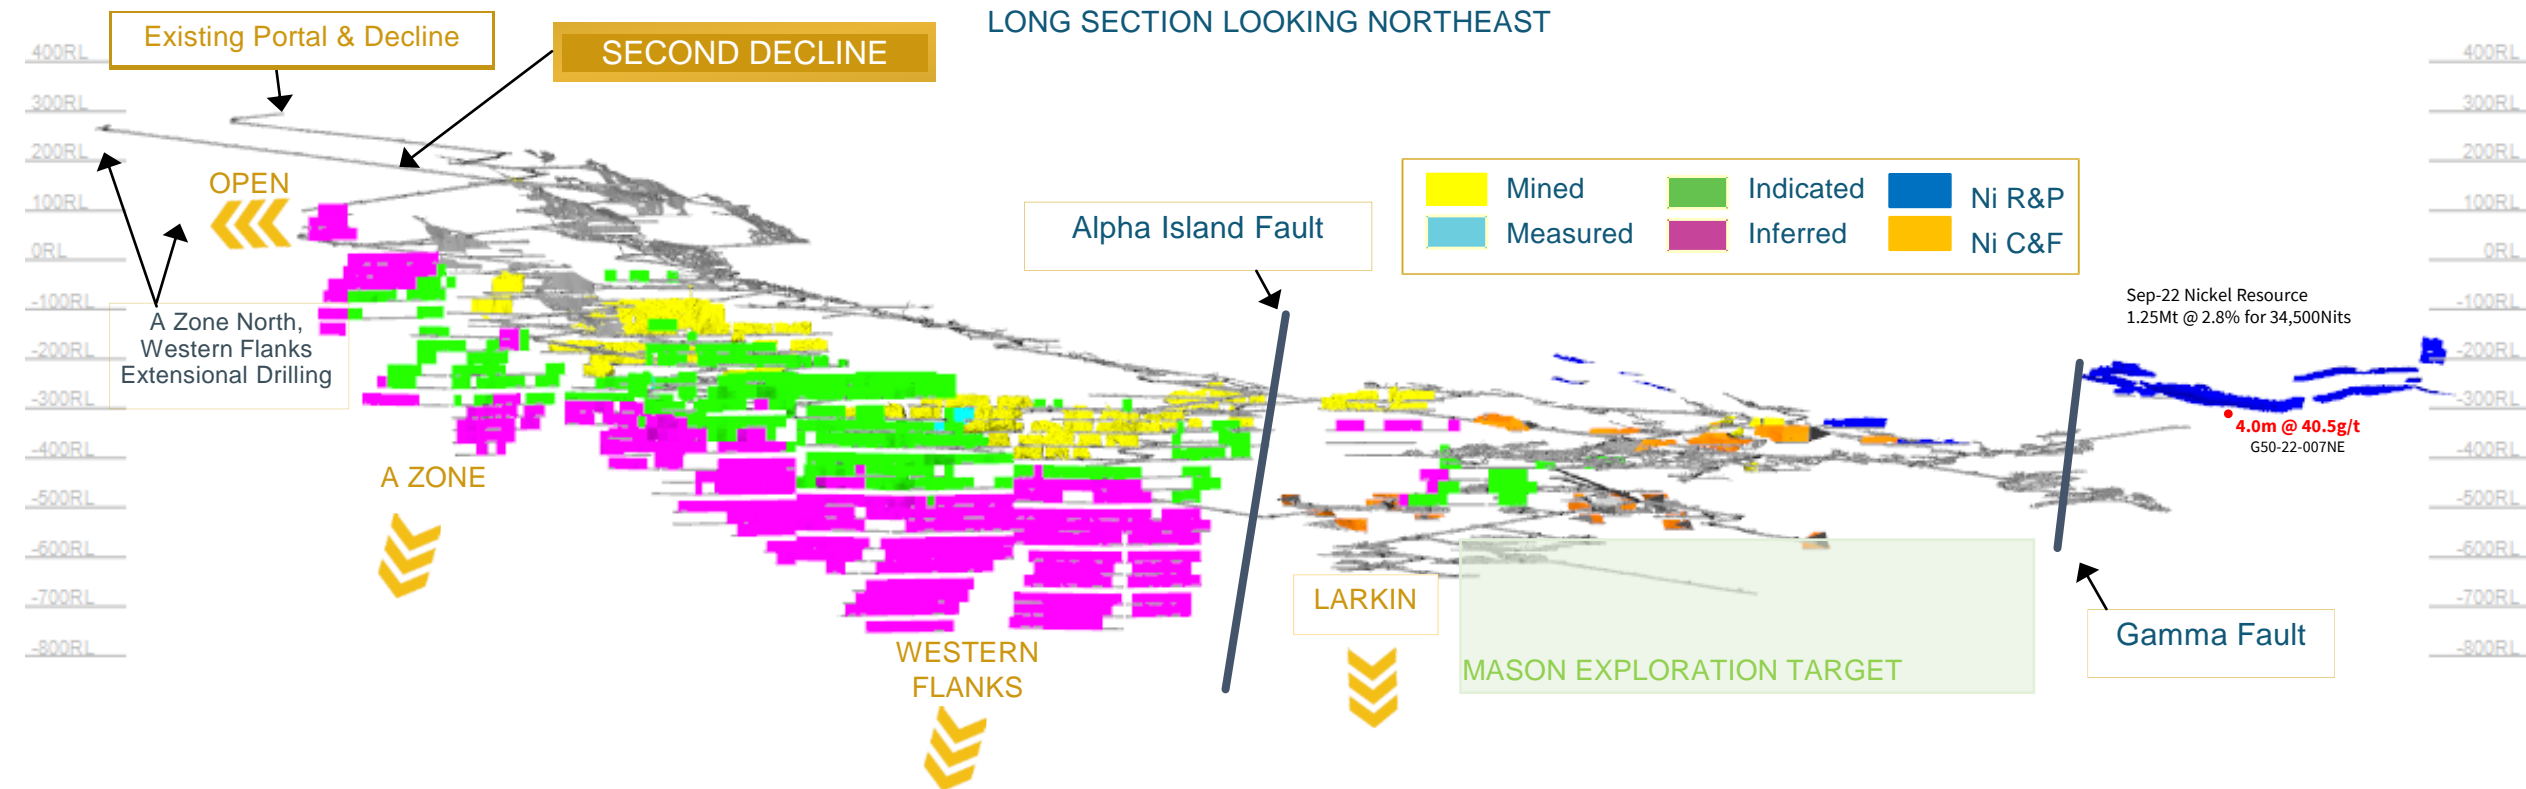 LONG SECTION LOOKING NORTHEAST
Existing Portal & Decline
SECOND DECLINE
400RL
300RL
200RL
100RL
0RL
-100RL
-200RL
-300RL
-400RL
-500RL
-600RL
-700RL
-800RL
OPEN
A Zone North,
Western Flanks
Extensional Drilling
A ZONE
WESTERN
FLANKS
Alpha Island Fault
Mined
Indicated
Ni R&P
Measured
Inferred
Ni C&F
LARKIN
MASON EXPLORATION TARGET
Sep-22 Nickel Resource
1.25Mt @ 2.8% for 34,500Nits
4.0m @ 40.5g/t
G50-22-007NE
Gamma Fault
400RL
300RL
200RL
100RL
0RL
-100RL
-200RL
-300RL
-400RL
-500RL
-600RL
-700RL
-800RL